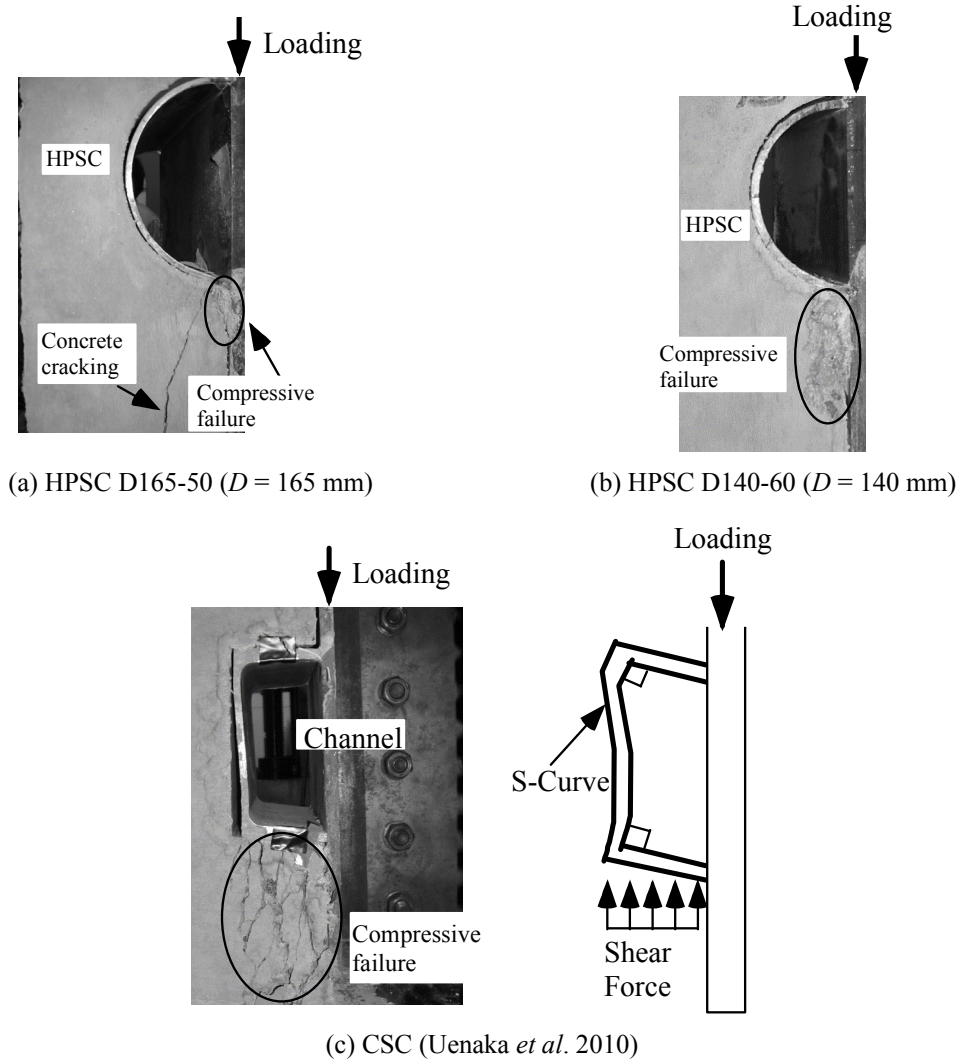 Loading
HPSC
Concrete
cracking
Compressive
failure
(a) HPSC D165-50 (D = 165 mm)
Loading
HPSC
Compressive
failure
(b) HPSC D140-60 (D = 140 mm)
Loading
Channel
Compressive
failure
Loading
S-Curve
Shear
Force
(c) CSC (Uenaka et al. 2010)